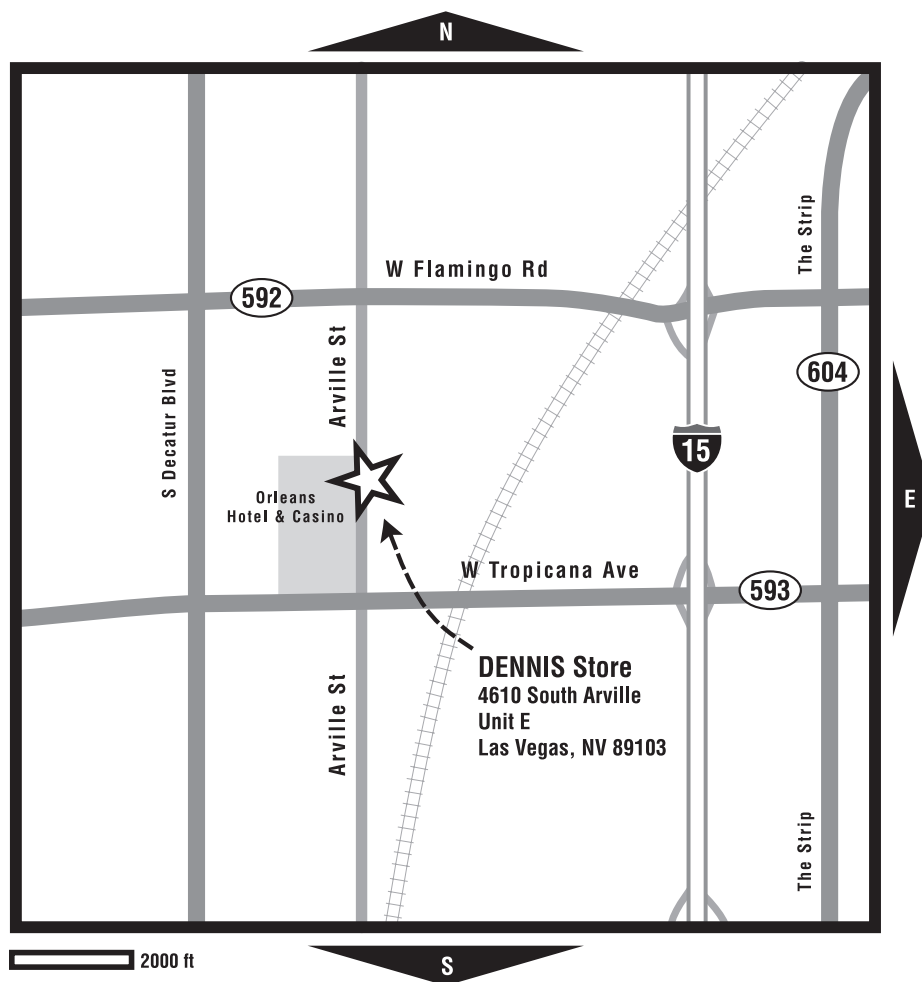 N
The Strip
W Flamingo Rd
592
Arville St
604
S Decatur Blvd
15
Orleans
Hotel & Casino
E
W Tropicana Ave
593
DENNIS Store
4610 South Arville
Unit E
Las Vegas, NV 89103
Arville St
The Strip
2000 ft
S